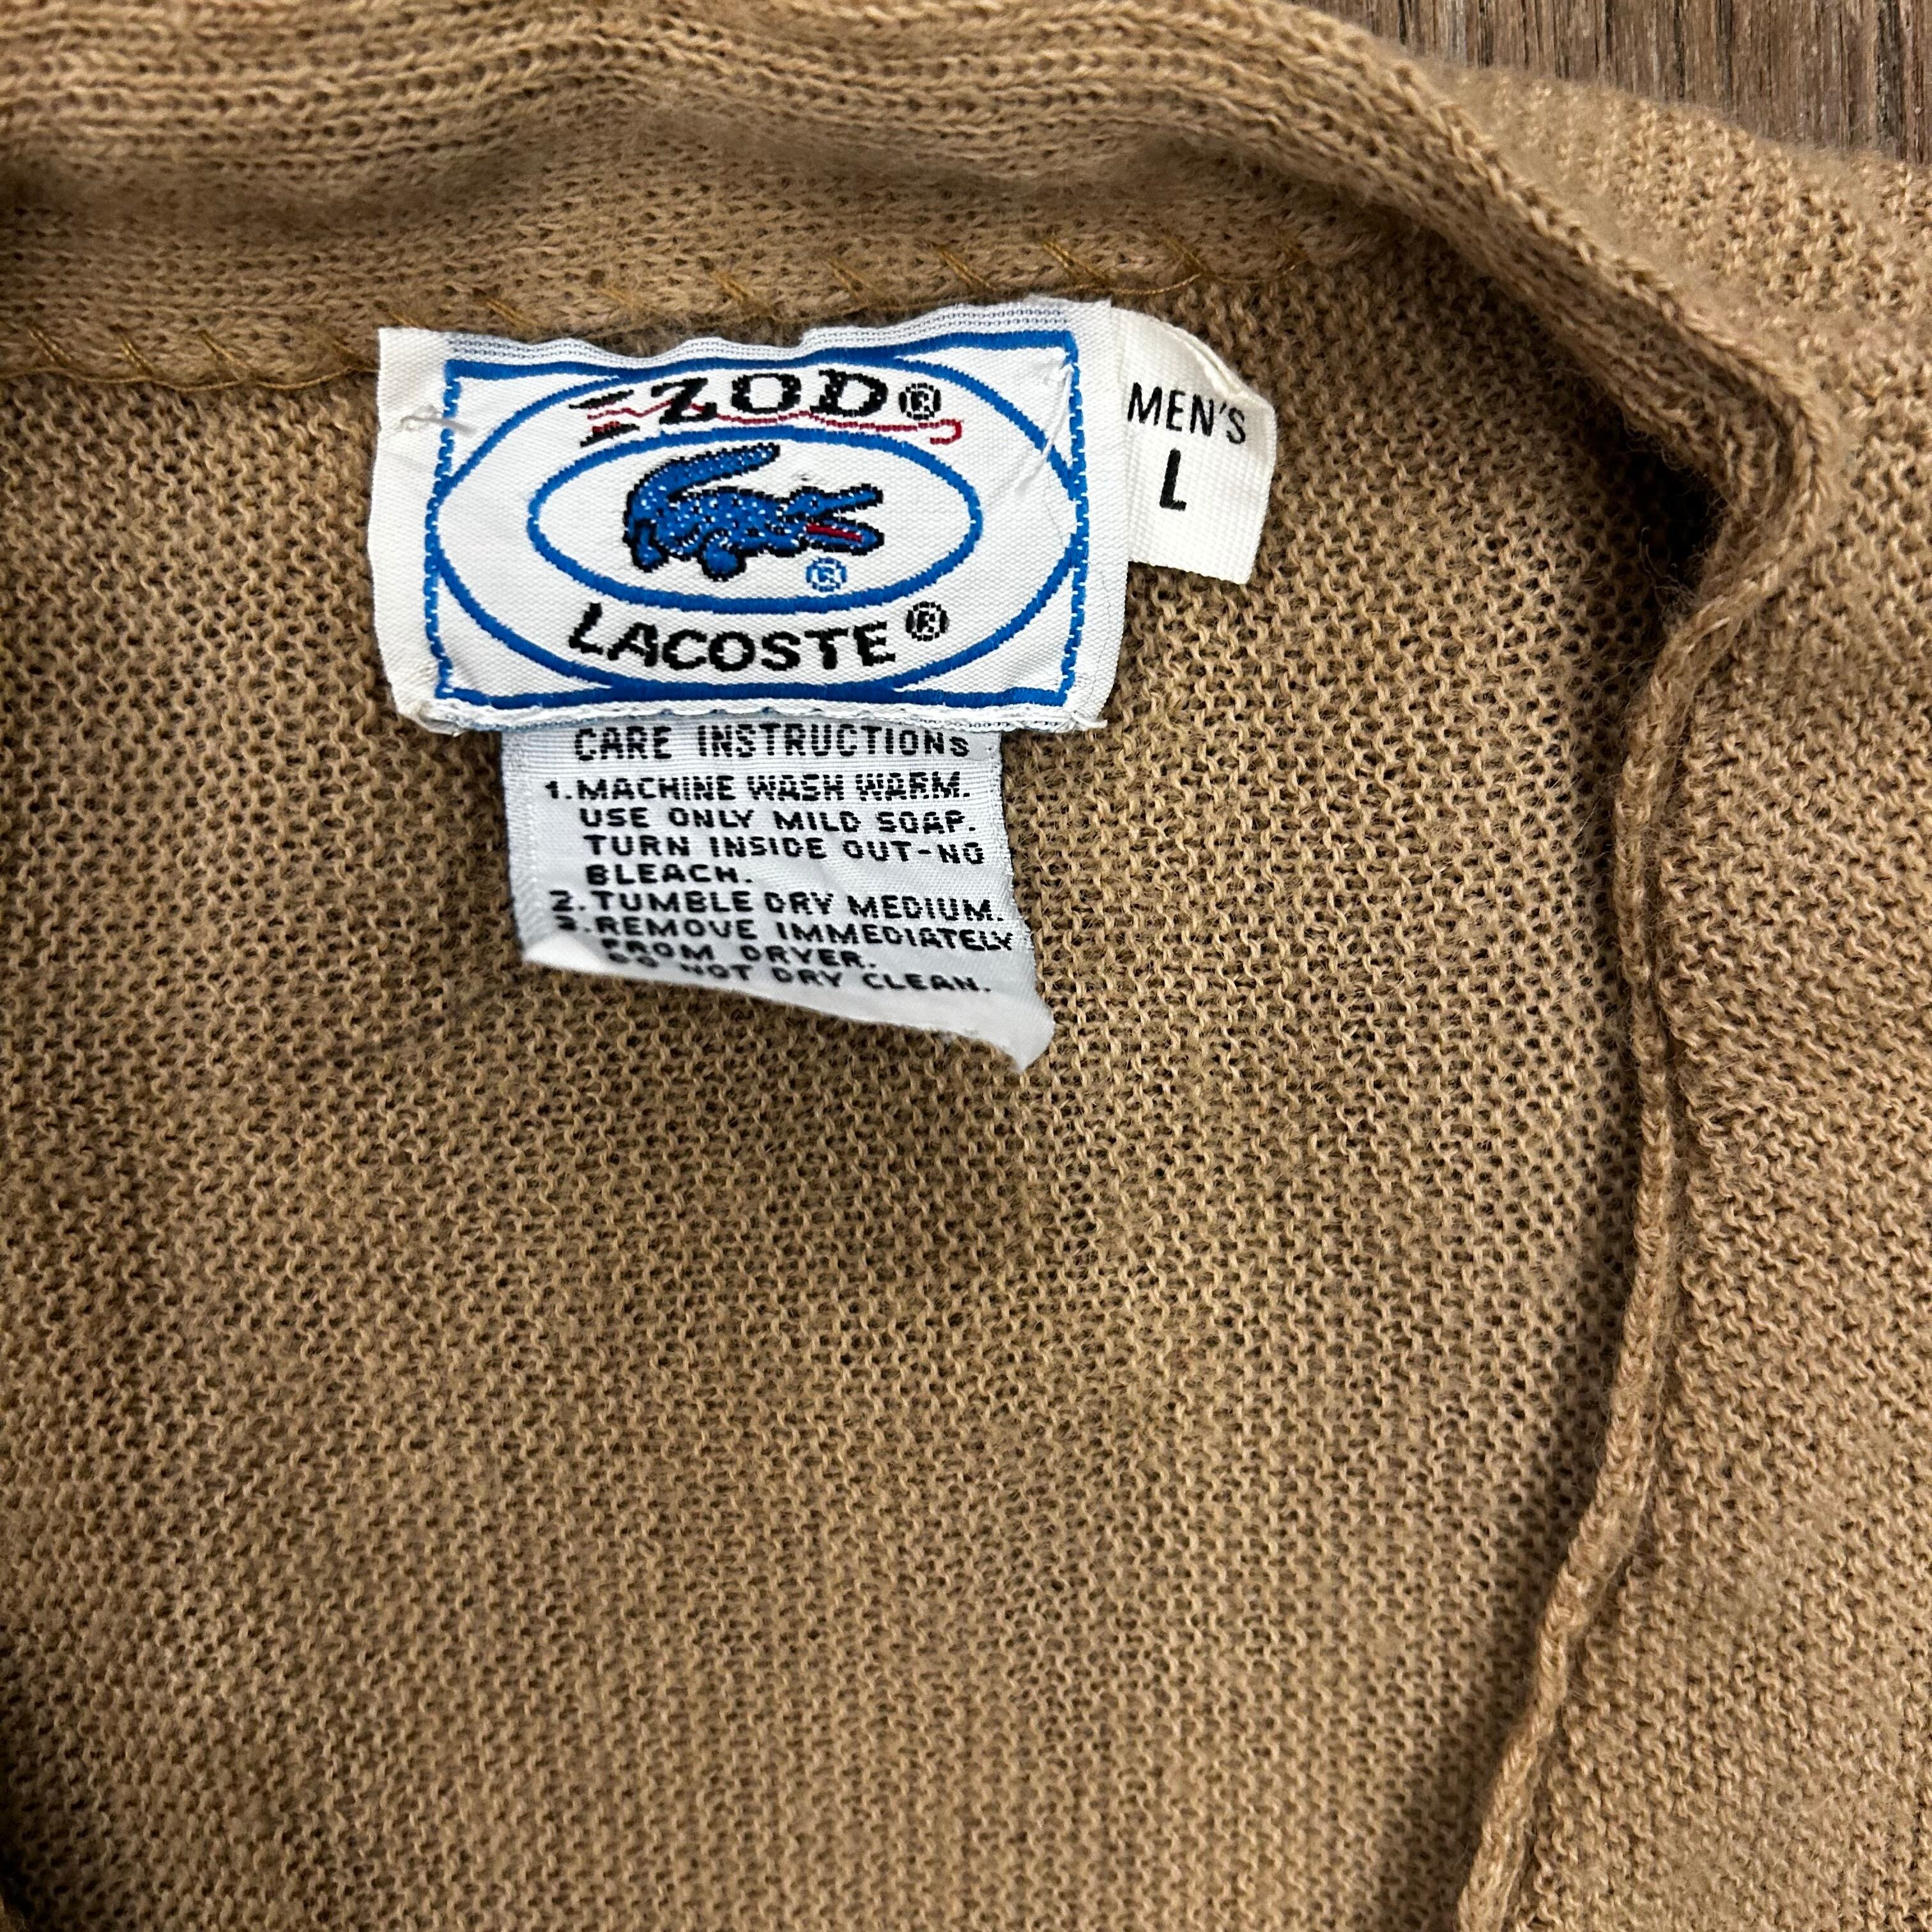 IZOD®
®
LACOSTE®
MEN'S
L
CARE INSTRUCTIONS
1.MACHINE WASH WARM.
USE ONLY MILD SOAP.
TURN INSIDE OUT-NO
BLEACH.
2.TUMBLE DRY MEDIUM.
3.REMOVE IMMEDIATELY
FROM DRYER.
DO NOT DRY CLEAN.